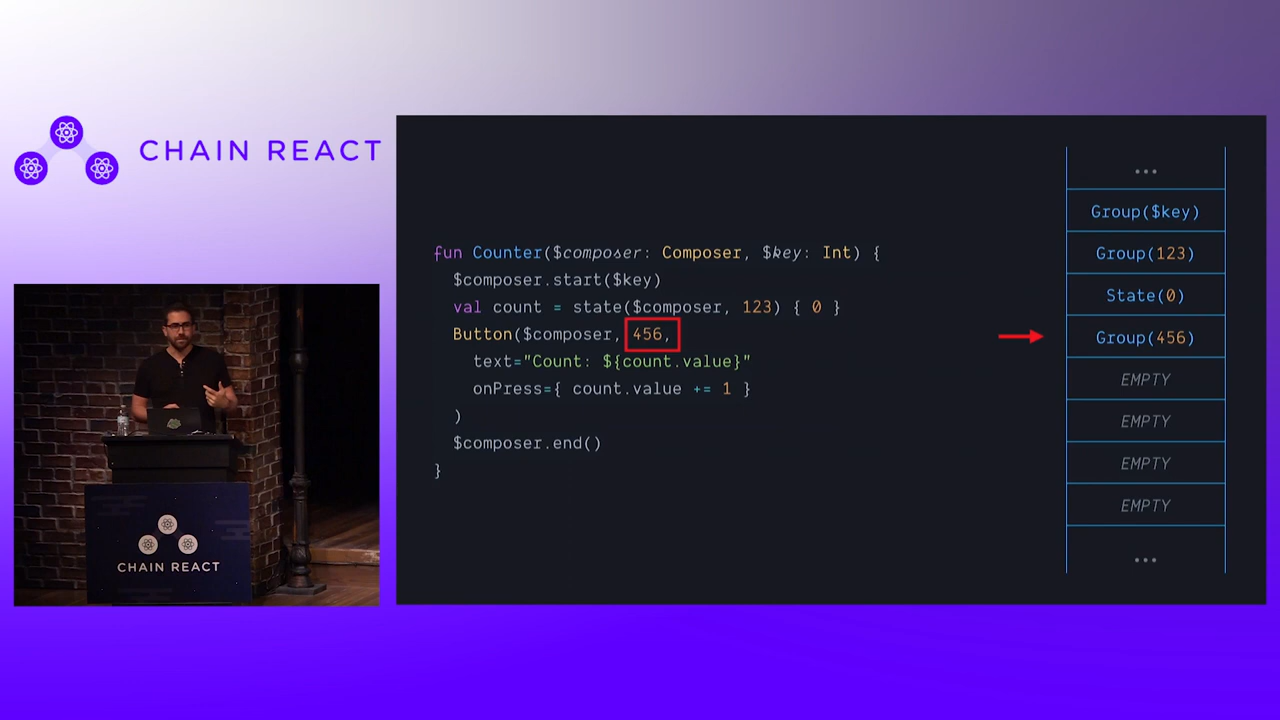 CHAIN REACT
fun Counter($composer: Composer, $key: Int) {
$composer.start($key)
val count = state($composer, 123) { 0 }
Button($composer, 456,
text="Count: ${count.value}"
onPress={ count.value += 1 }
)
$composer.end()
}
...
Group($key)
Group(123)
State(0)
Group(456)
EMPTY
EMPTY
EMPTY
EMPTY
...
CHAIN REACT